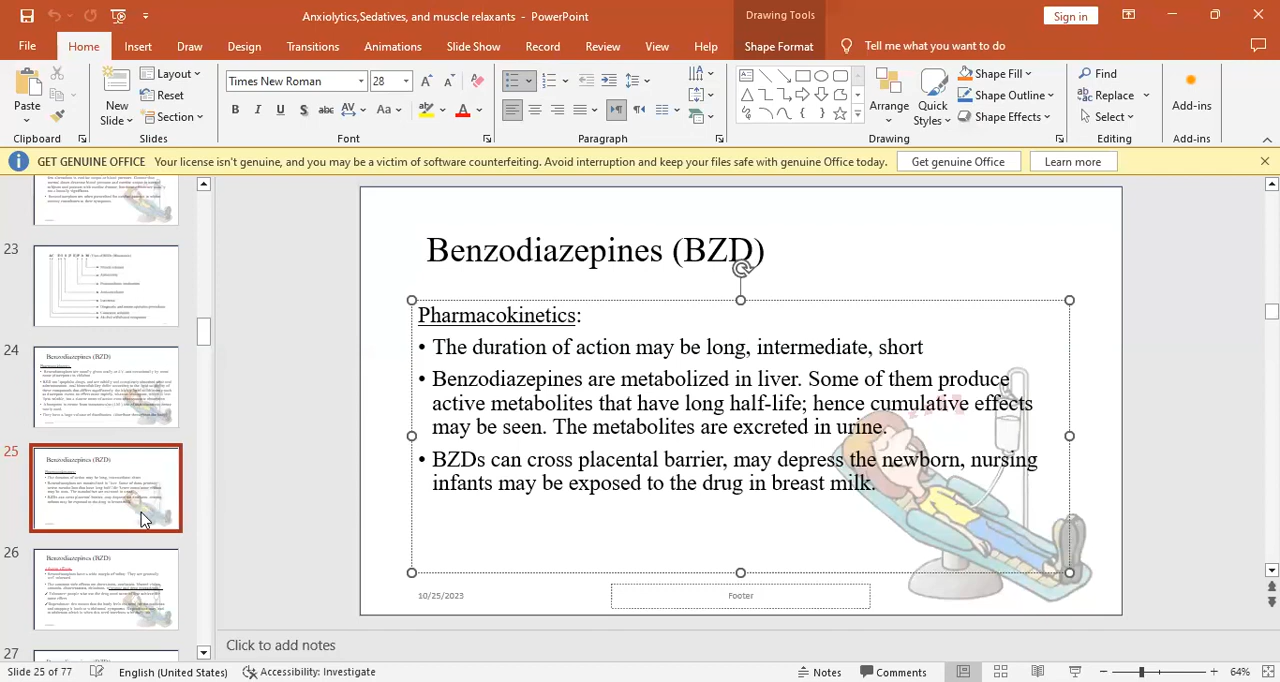 Anxiolytics,Sedatives, and muscle relaxants - PowerPoint
Drawing Tools
Sign in
File Home Insert Draw Design Transitions Animations Slide Show Record Review View Help Shape Format Tell me what you want to do
Paste
Clipboard
New Slide
Layout
Reset
Section
Slides
Times New Roman 28
B I U S abc AV Aa A
Font
Paragraph
Arrange
Quick Styles
Shape Fill
Shape Outline
Shape Effects
Drawing
Find
Replace
Select
Editing
Add-ins
Add-ins
GET GENUINE OFFICE Your license isn't genuine, and you may be a victim of software counterfeiting. Avoid interruption and keep your files safe with genuine Office today. Get genuine Office Learn more
23
24
Benzodiazepines (BZD)
25
Benzodiazepines (BZD)
26
Benzodiazepines (BZD)
27
Benzodiazepines (BZD)
Pharmacokinetics:
• The duration of action may be long, intermediate, short
• Benzodiazepines are metabolized in liver. Some of them produce
active metabolites that have long half-life; hence cumulative effects
may be seen. The metabolites are excreted in urine.
• BZDs can cross placental barrier, may depress the newborn, nursing
infants may be exposed to the drug in breast milk.
10/25/2023
Footer
Click to add notes
Slide 25 of 77 English (United States) Accessibility: Investigate Notes Comments 64%